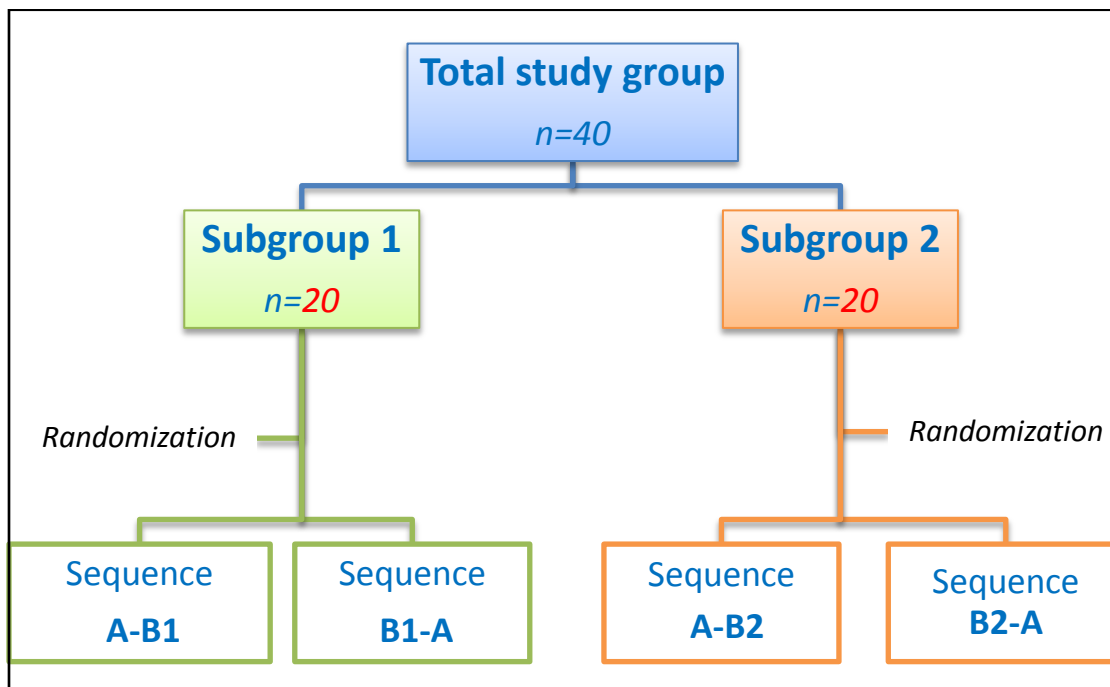 Total study group
n=40
Subgroup 1
n=20
Subgroup 2
n=20
Randomization
Randomization
Sequence
A-B1
Sequence
B1-A
Sequence
A-B2
Sequence
B2-A